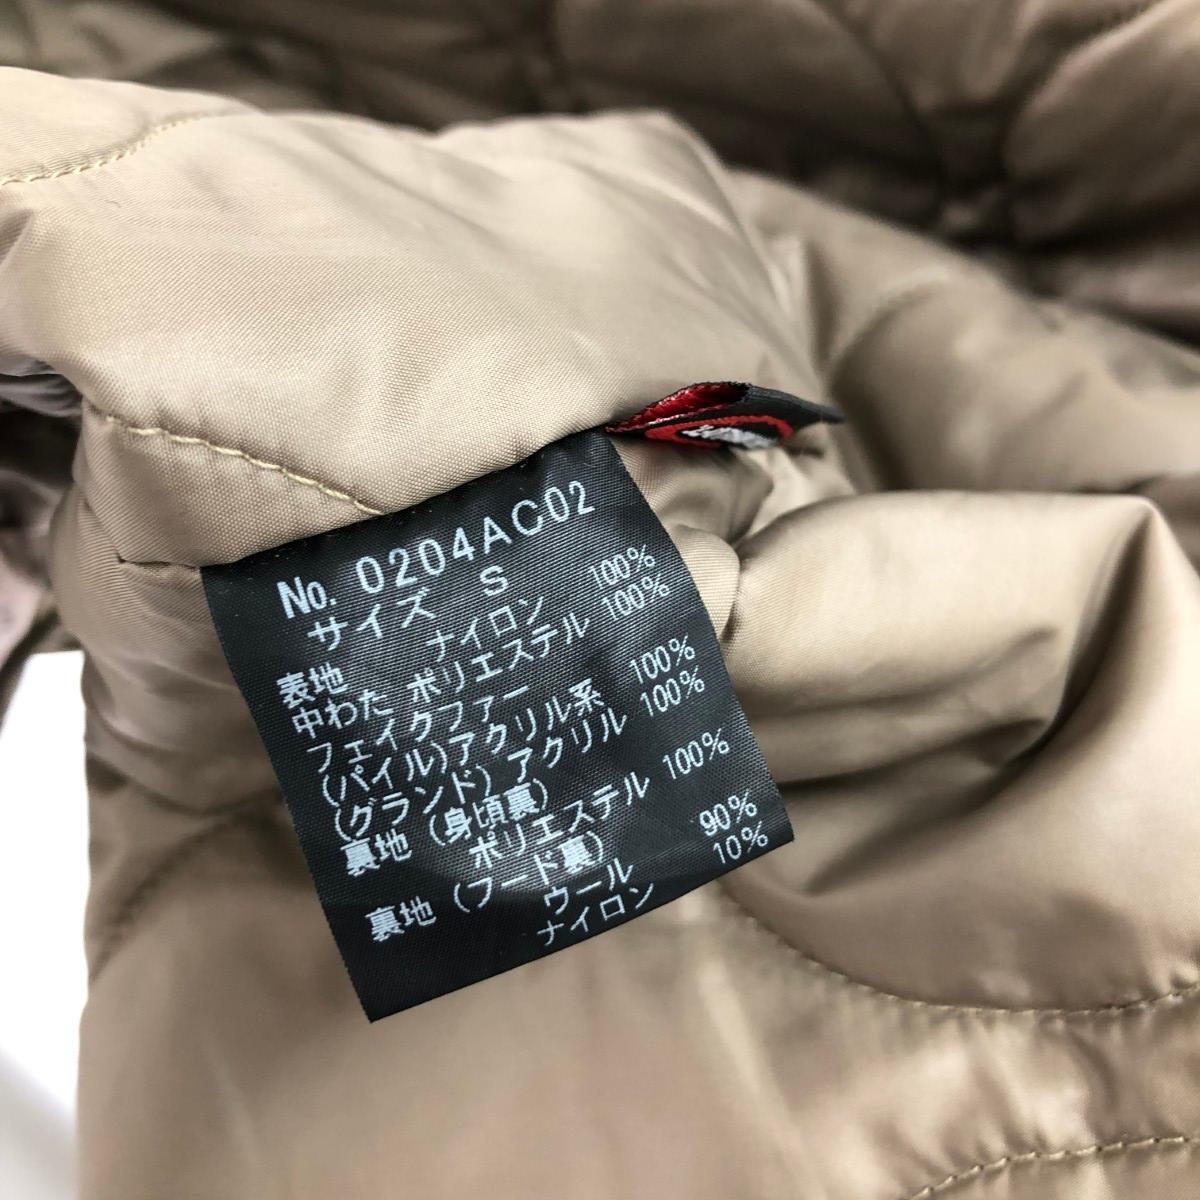 No. 0204AC02
サイズ S
表地 ナイロン 100%
中わた ポリエステル 100%
フェイクファー
(パイル)アクリル系 100%
(グランド)アクリル 100%
裏地(身頃裏)
ポリエステル 100%
裏地(フード裏)
ウール 90%
ナイロン 10%